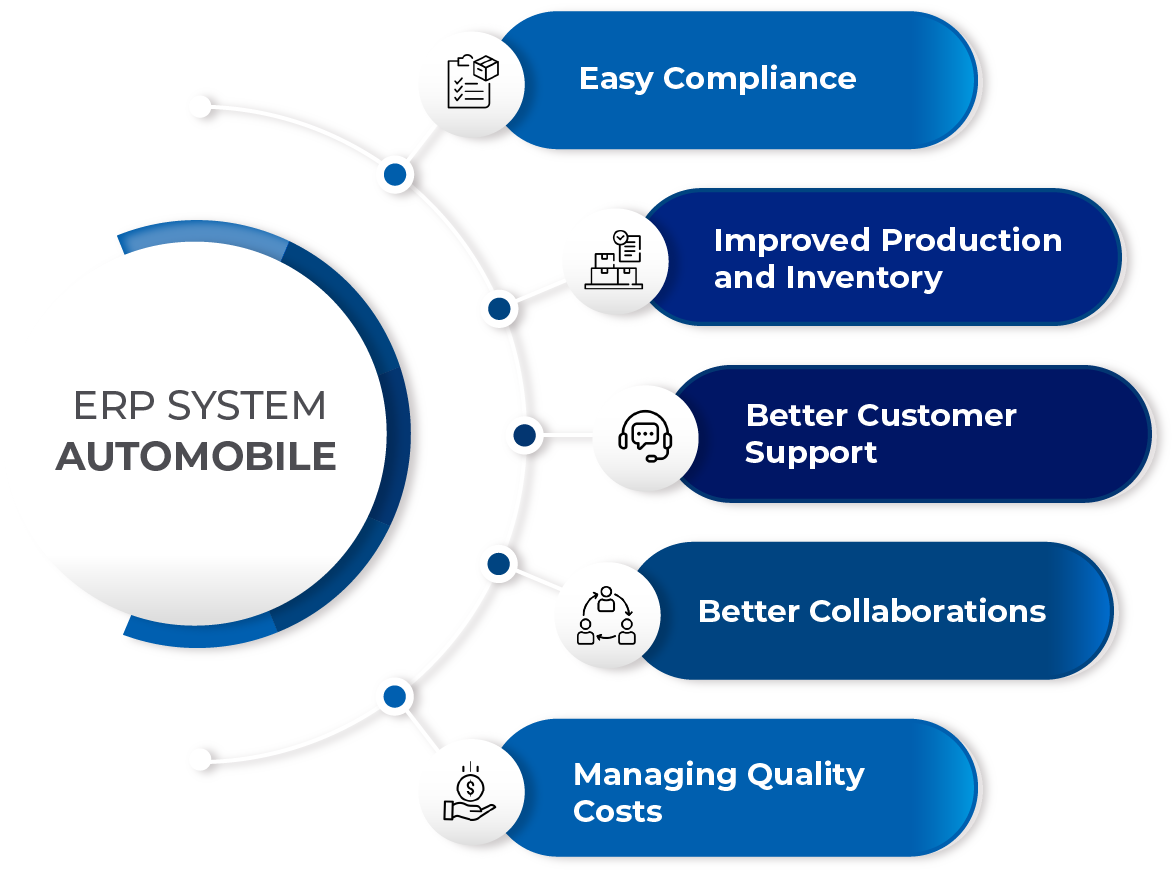 ERP SYSTEM
AUTOMOBILE
Easy Compliance
Improved Production
and Inventory
Better Customer
Support
Better Collaborations
Managing Quality
Costs
$